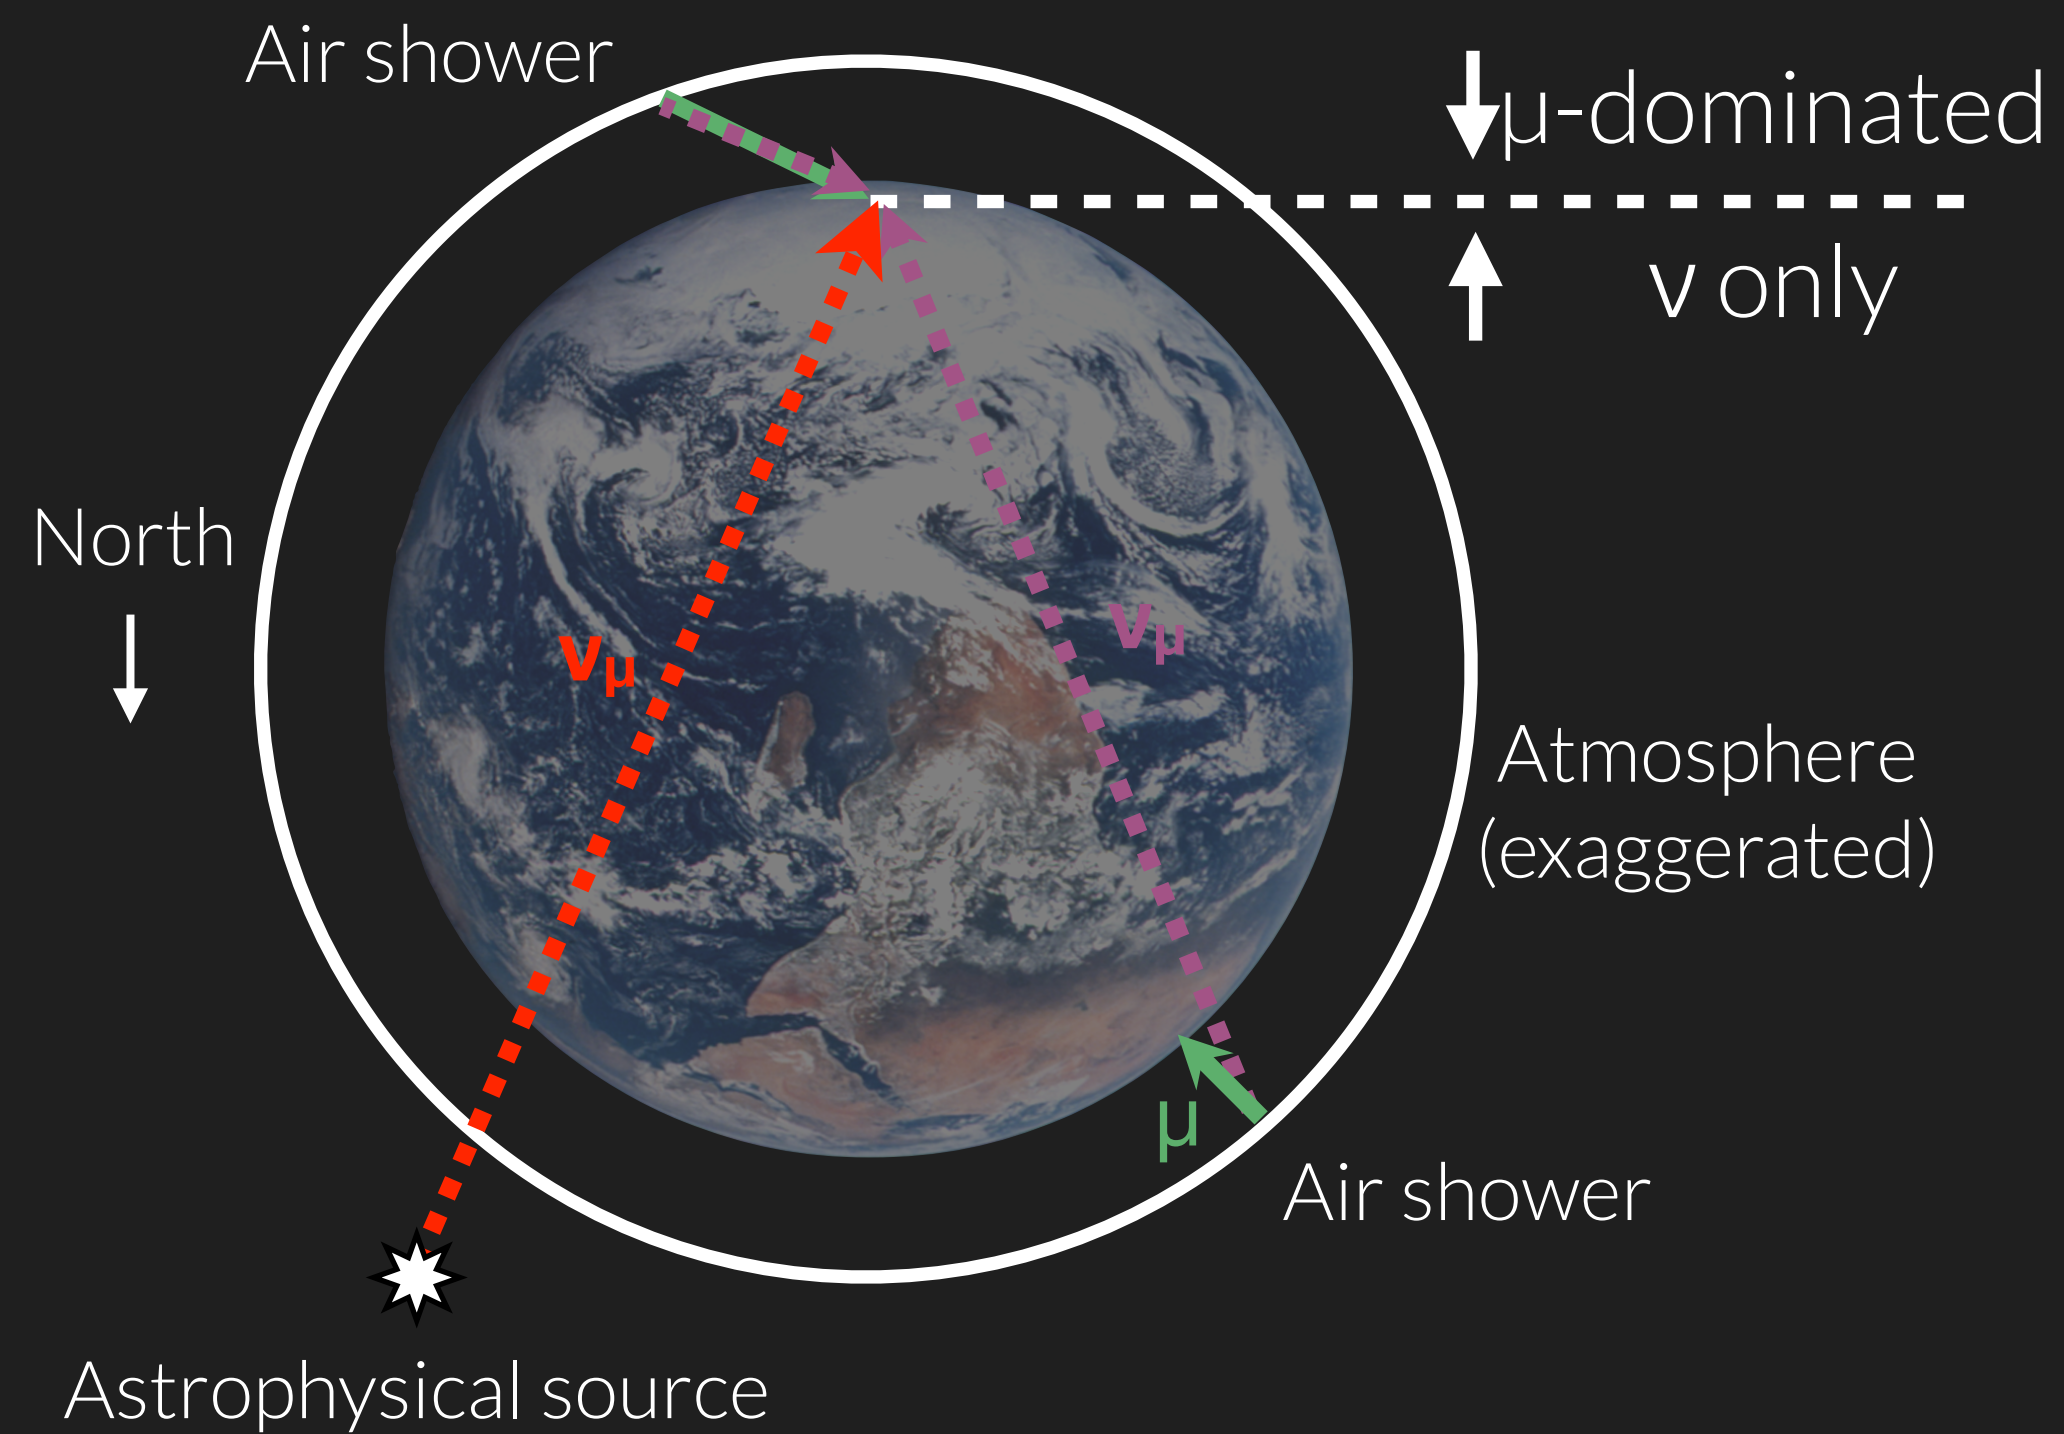 Air shower
μ-dominated
ν only
North
νμ
νμ
Atmosphere
(exaggerated)
μ
Air shower
Astrophysical source